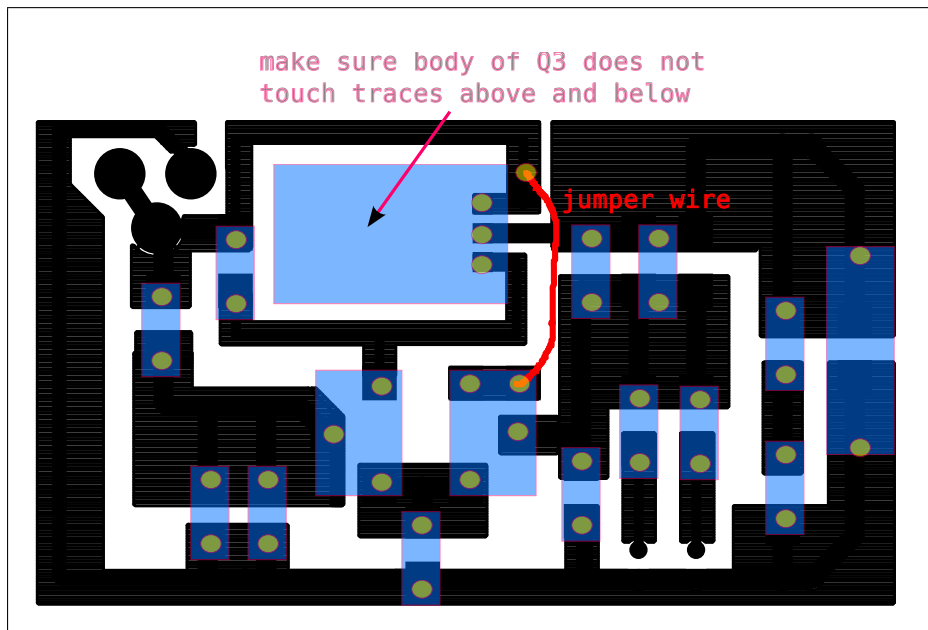 make sure body of Q3 does not
touch traces above and below
jumper wire